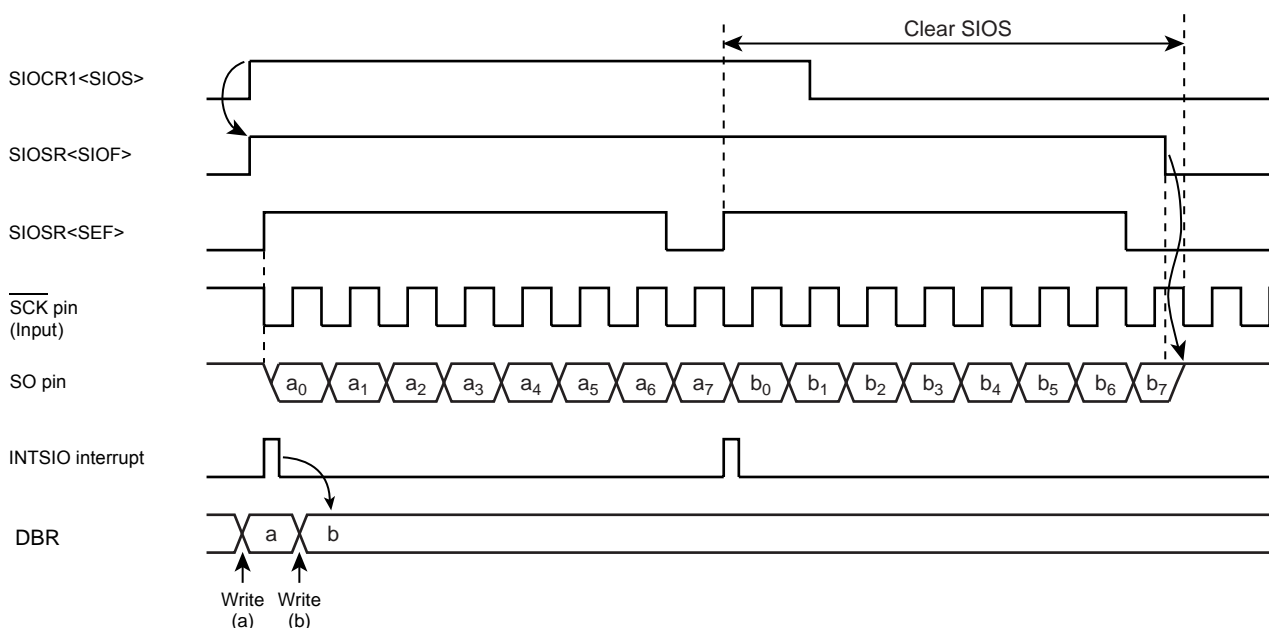 Clear SIOS
SIOCR1<SIOS>
SIOSR<SIOF>
SIOSR<SEF>
SCK pin
(Input)
SO pin
a0 a1 a2 a3 a4 a5 a6 a7 b0 b1 b2 b3 b4 b5 b6 b7
INTSIO interrupt
DBR
a b
Write
(a)
Write
(b)